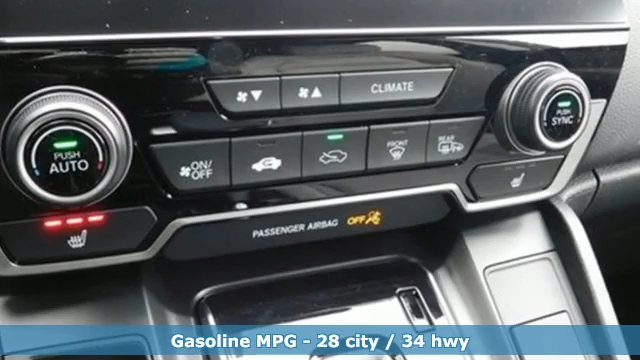 CLIMATE
PUSH
AUTO
PUSH
SYNC
ON/
OFF
FRONT
REAR
PASSENGER AIRBAG OFF
Gasoline MPG - 28 city / 34 hwy